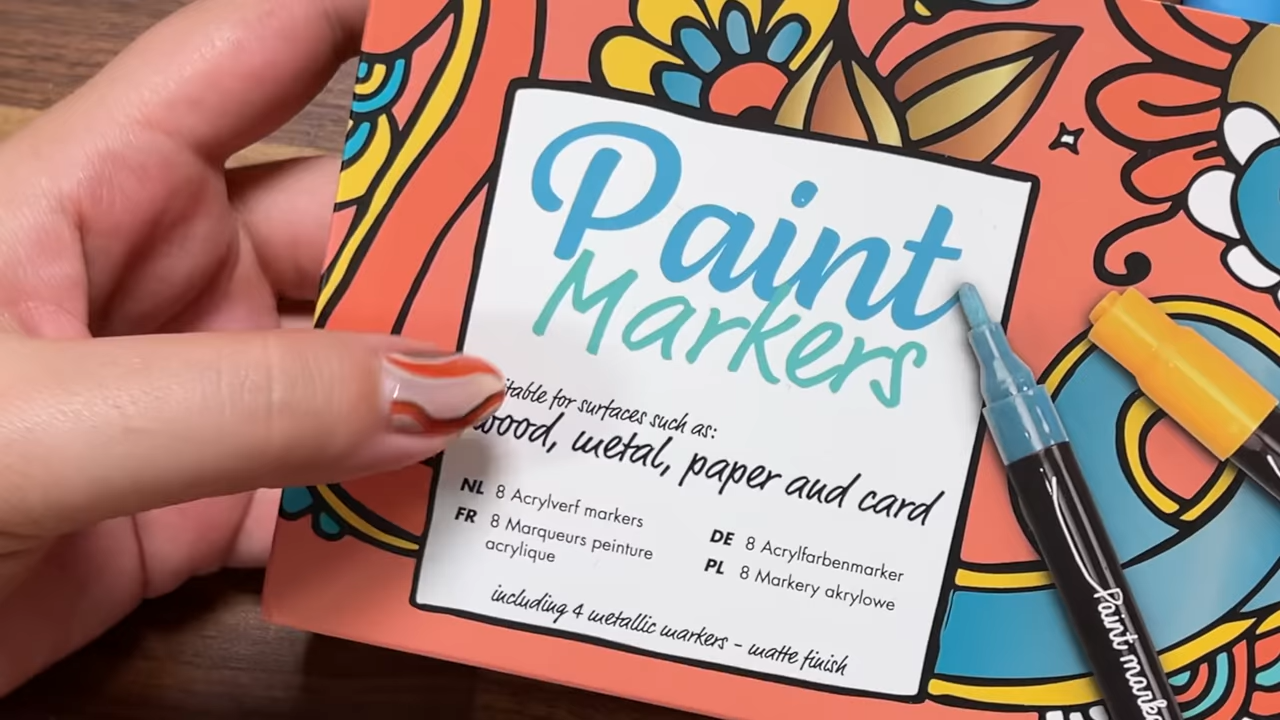 Paint
Markers
itable for surfaces such as:
wood, metal, paper and card
NL 8 Acrylverf markers
FR 8 Marqueurs peinture
acrylique
DE 8 Acrylfarbenmarker
PL 8 Markery akrylowe
including 4 metallic markers - matte finish
Paint mark